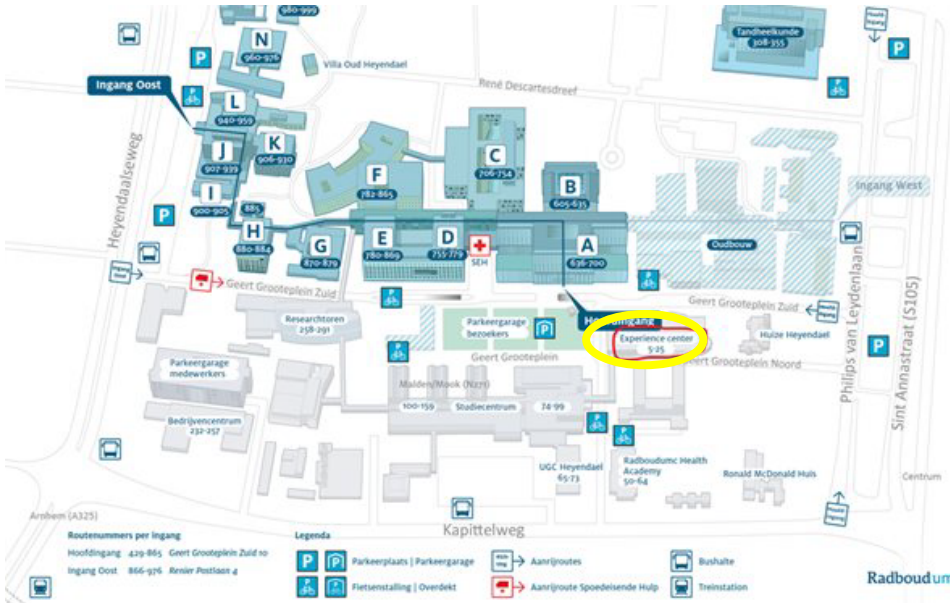 980-999
N
960-976
Villa Oud Heyendael
Tandheelkunde
308-355
P
P
Ingang Oost
René Descartesdreef
L
940-959
K
906-930
J
907-939
C
706-754
F
782-865
B
605-635
Ingang West
I
900-905
885
H
880-884
G
870-879
E
780-869
D
755-779
SEH
A
636-700
Oudbouw
Heyendaalseweg
P
Ingang Oost
Geert Grooteplein Zuid
Geert Grooteplein Zuid
Hoofdingang
Philips van Leydenlaan
Sint Annastraat (S105)
Researchtoren
258-291
Parkeergarage
bezoekers
P
Experience center
5-25
Huize Heyendael
P
Geert Grooteplein
Geert Grooteplein Noord
Parkeergarage
medewerkers
Malden/Mook (N271)
100-159
Studiecentrum
74-99
Bedrijvencentrum
232-257
UGC Heyendael
65-73
Radboudumc Health
Academy
50-64
Ronald McDonald Huis
Centrum
Arnhem (A325)
Kapittelweg
Routenummers per ingang
Hoofdingang 429-865 Geert Grooteplein Zuid 10
Ingang Oost 866-976 Renier Postlaan 4
Legenda
P P Parkeerplaats | Parkeergarage
Aanrijroutes
Bushalte
Fietsenstalling | Overdekt
Aanrijroute Spoedeisende Hulp
Treinstation
Radboudum